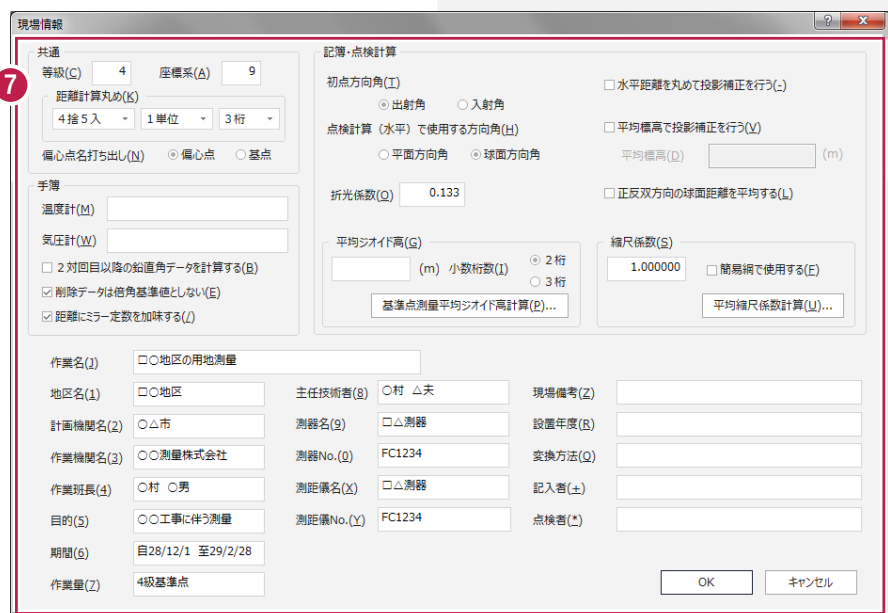 現場情報
7
共通
等級(C) 4 座標系(A) 9
距離計算丸め(K)
4捨5入 1単位 3桁
偏心点名打ち出し(N) 偏心点 基点
手簿
温度計(M)
気圧計(W)
2対回目以降の鉛直角データを計算する(B)
削除データは倍角基準値としない(E)
距離にミラー定数を加味する(/)
記簿・点検計算
初点方向角(T)
出射角 入射角
点検計算（水平）で使用する方向角(H)
平面方向角 球面方向角
折光係数(O) 0.133
水平距離を丸めて投影補正を行う(-)
平均標高で投影補正を行う(V)
平均標高(D) (m)
正反双方向の球面距離を平均する(L)
平均ジオイド高(G)
(m) 小数桁数(I) 2桁
3桁
基準点測量平均ジオイド高計算(P)...
縮尺係数(S)
1.000000 簡易網で使用する(F)
平均縮尺係数計算(U)...
作業名(J) □○地区の用地測量
地区名(1) □○地区
計画機関名(2) ○△市
作業機関名(3) ○○測量株式会社
作業班長(4) ○村 ○男
目的(5) ○○工事に伴う測量
期間(6) 自28/12/1 至29/2/28
作業量(7) 4級基準点
主任技術者(8) ○村 △夫
測器名(9) □△測器
測器No.(0) FC1234
測距儀名(X) □△測器
測距儀No.(Y) FC1234
現場備考(Z)
設置年度(R)
変換方法(Q)
記入者(+)
点検者(*)
OK キャンセル